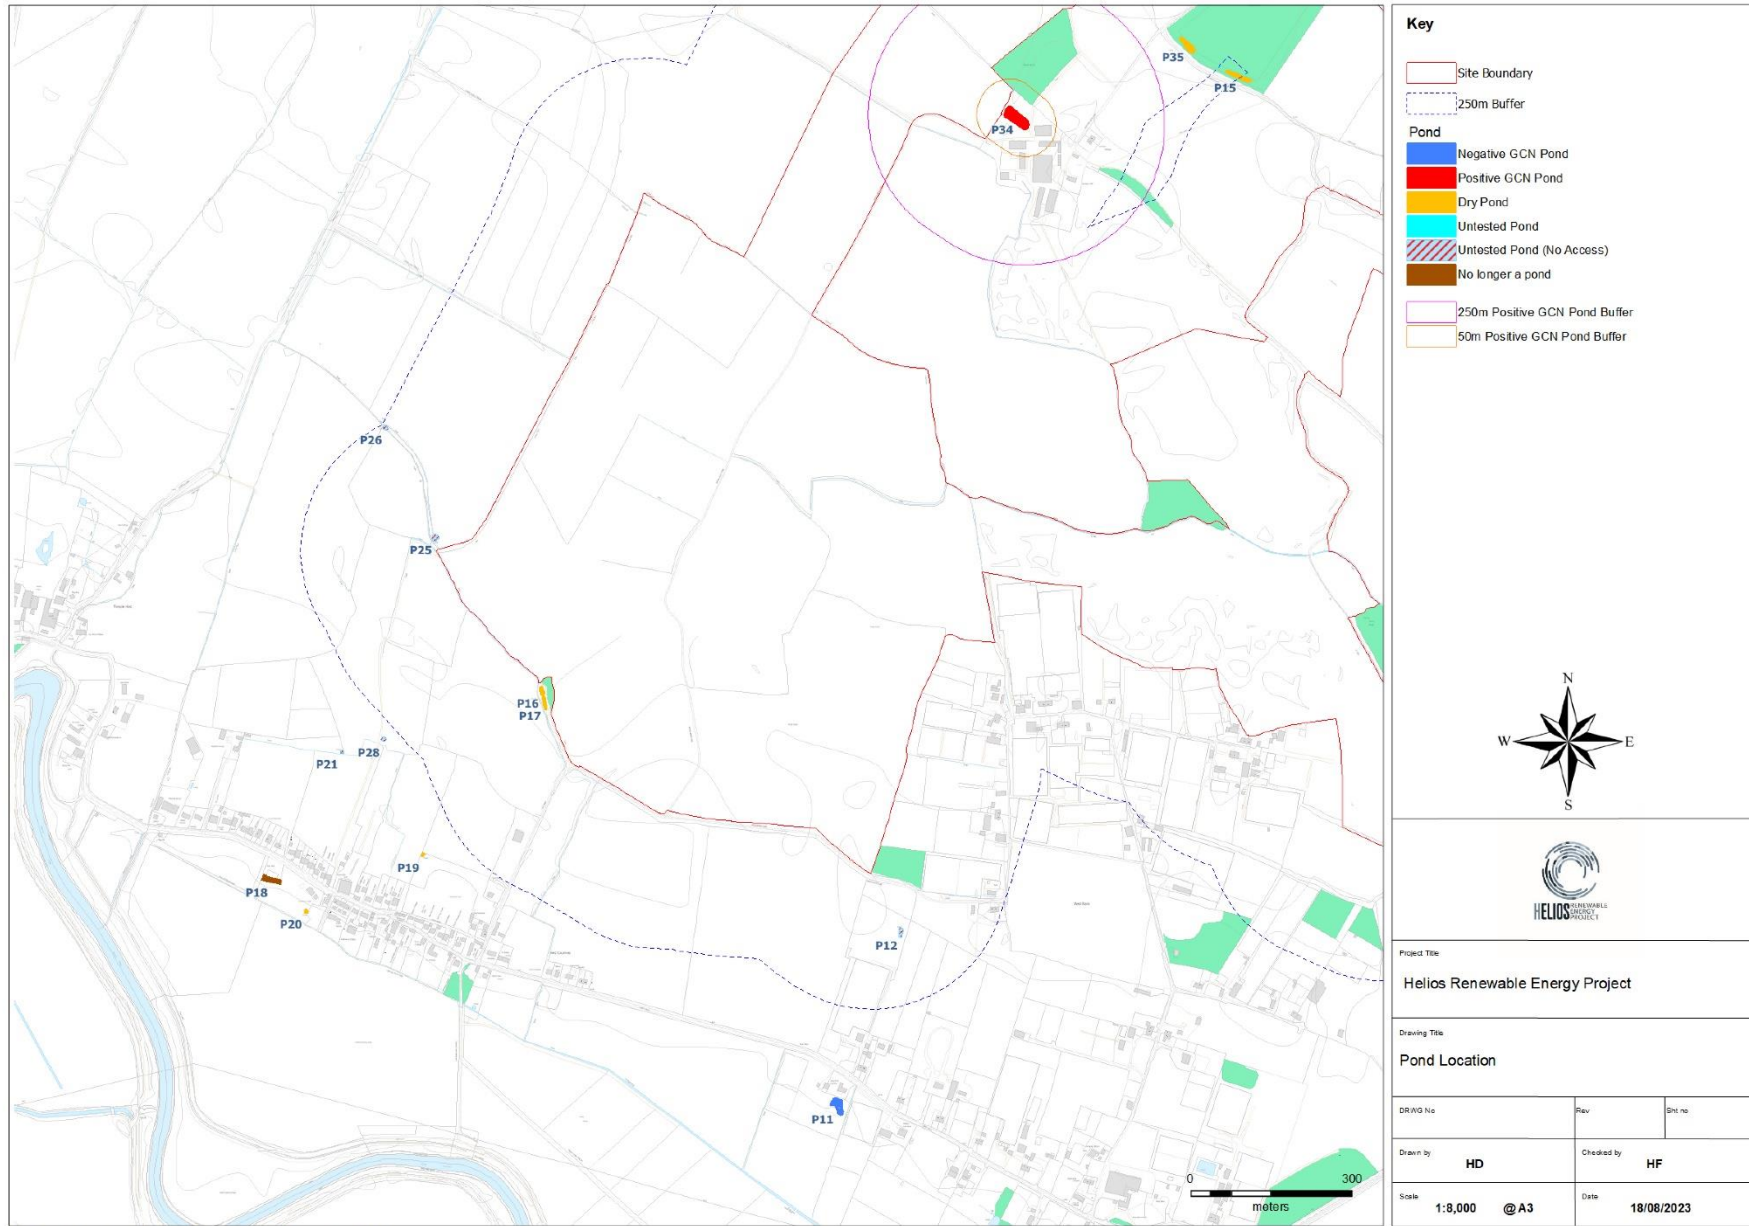 P35
P15
P34
P26
P25
P16
P17
P21
P28
P19
P18
P20
P12
P11
0 300
meters
Key
Site Boundary
250m Buffer
Pond
Negative GCN Pond
Positive GCN Pond
Dry Pond
Untested Pond
Untested Pond (No Access)
No longer a pond
250m Positive GCN Pond Buffer
50m Positive GCN Pond Buffer
N
W E
S
HELIOS RENEWABLE
ENERGY
PROJECT
Project Title
Helios Renewable Energy Project
Drawing Title
Pond Location
DRWG No Rev Sht no
Drawn by HD Checked by HF
Scale 1:8,000 @ A3 Date 18/08/2023